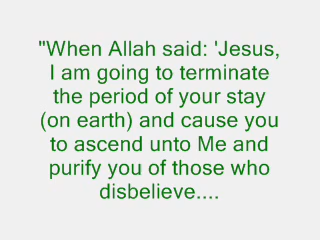 "When Allah said: 'Jesus,
I am going to terminate
the period of your stay
(on earth) and cause you
to ascend unto Me and
purify you of those who
disbelieve....